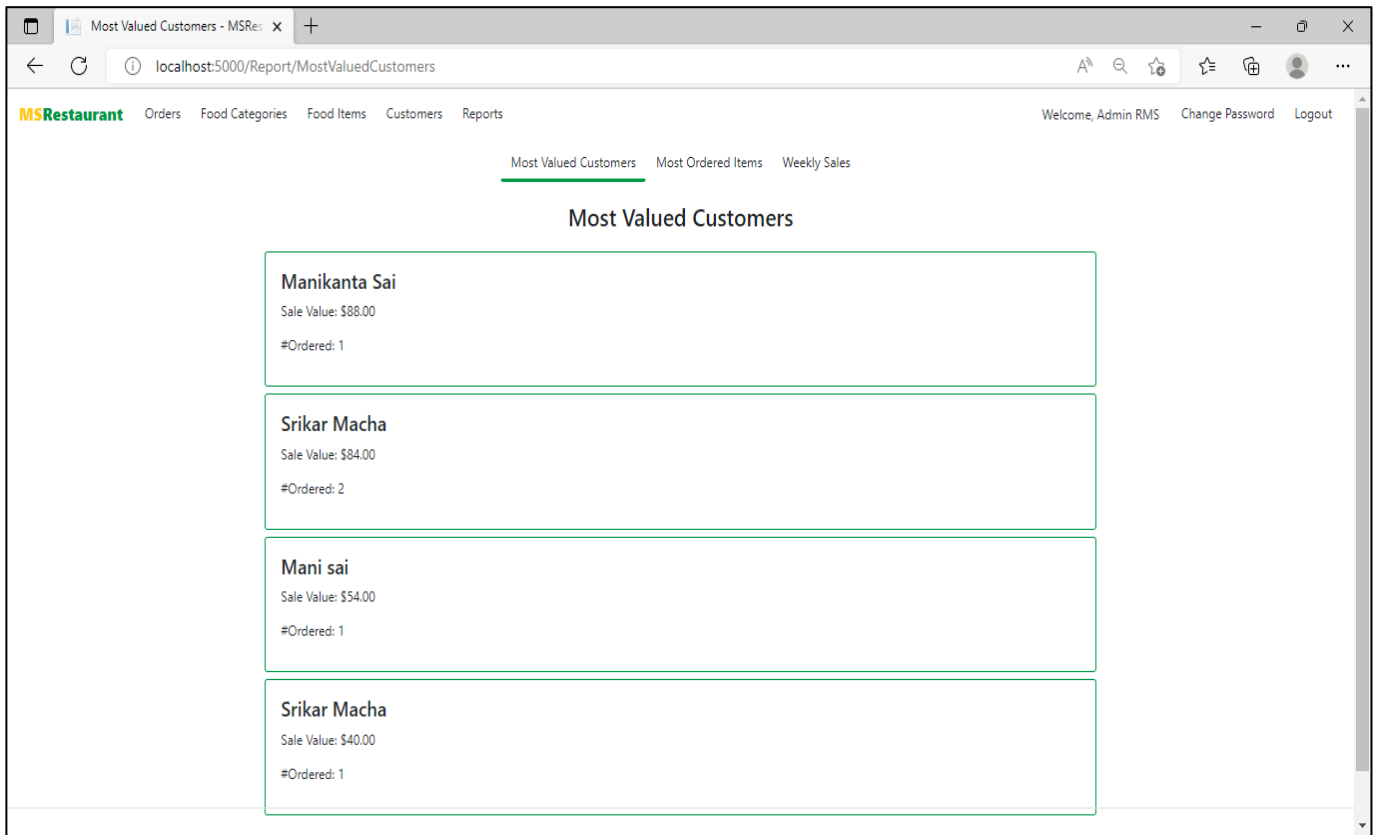 Most Valued Customers - MSRes
localhost:5000/Report/MostValuedCustomers
MSRestaurant Orders Food Categories Food Items Customers Reports Welcome, Admin RMS Change Password Logout
Most Valued Customers Most Ordered Items Weekly Sales
Most Valued Customers
Manikanta Sai
Sale Value: $88.00
#Ordered: 1
Srikar Macha
Sale Value: $84.00
#Ordered: 2
Mani sai
Sale Value: $54.00
#Ordered: 1
Srikar Macha
Sale Value: $40.00
#Ordered: 1